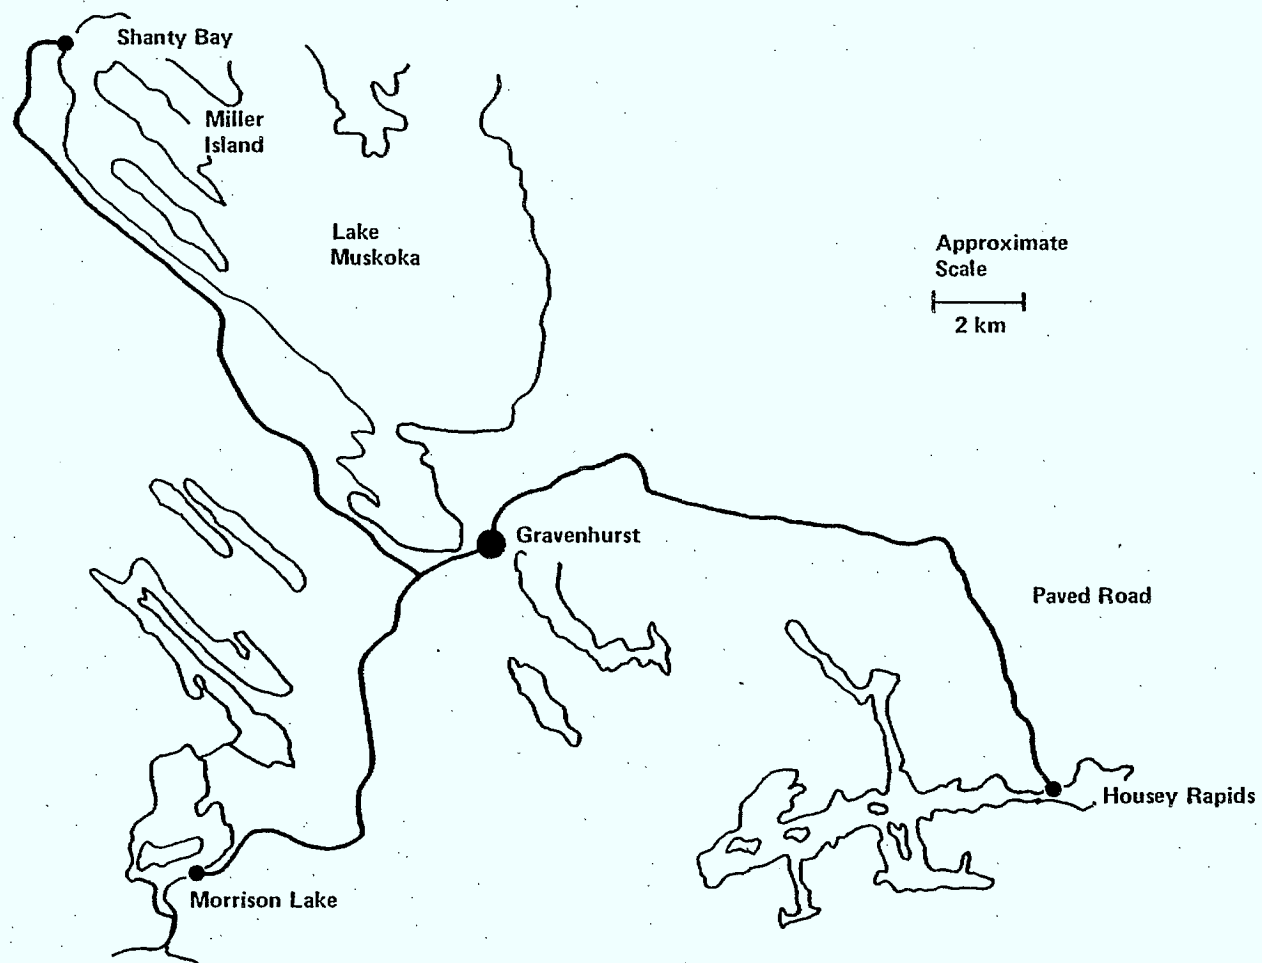 Shanty Bay
Miller
Island
Lake
Muskoka
Approximate
Scale
2 km
Gravenhurst
Paved Road
Housey Rapids
Morrison Lake